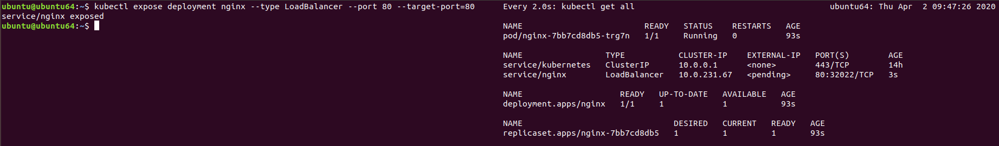 ubuntu@ubuntu64:~$ kubectl expose deployment nginx --type LoadBalancer --port 80 --target-port=80
service/nginx exposed
ubuntu@ubuntu64:~$
Every 2.0s: kubectl get all ubuntu64: Thu Apr  2 09:47:26 2020
NAME READY STATUS RESTARTS AGE
pod/nginx-7bb7cd8db5-trg7n 1/1 Running 0 93s
NAME TYPE CLUSTER-IP EXTERNAL-IP PORT(S) AGE
service/kubernetes ClusterIP 10.0.0.1 <none> 443/TCP 14h
service/nginx LoadBalancer 10.0.231.67 <pending> 80:32022/TCP 3s
NAME READY UP-TO-DATE AVAILABLE AGE
deployment.apps/nginx 1/1 1 1 93s
NAME DESIRED CURRENT READY AGE
replicaset.apps/nginx-7bb7cd8db5 1 1 1 93s